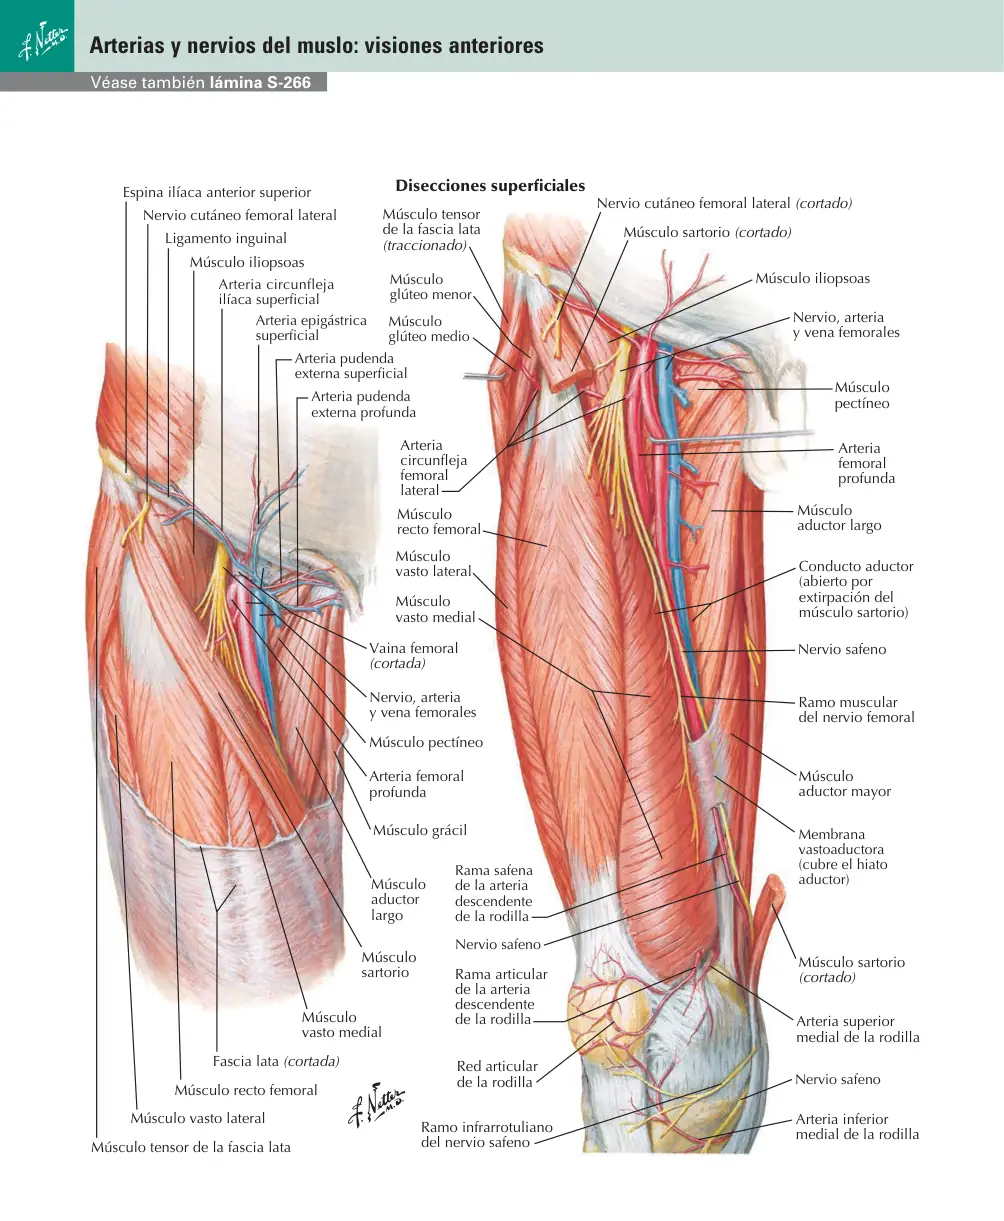 F. Netter
M.D.
Arterias y nervios del muslo: visiones anteriores
Véase también lámina S-266
Disecciones superficiales
Espina ilíaca anterior superior
Nervio cutáneo femoral lateral
Ligamento inguinal
Músculo iliopsoas
Arteria circunfleja
ilíaca superficial
Arteria epigástrica
superficial
Arteria pudenda
externa superficial
Arteria pudenda
externa profunda
Vaina femoral
(cortada)
Nervio, arteria
y vena femorales
Músculo pectíneo
Arteria femoral
profunda
Músculo grácil
Músculo
aductor
largo
Músculo
sartorio
Músculo
vasto medial
Fascia lata (cortada)
Músculo recto femoral
Músculo vasto lateral
Músculo tensor de la fascia lata
F. Netter
M.D.
Músculo tensor
de la fascia lata
(traccionado)
Músculo
glúteo menor
Músculo
glúteo medio
Arteria
circunfleja
femoral
lateral
Músculo
recto femoral
Músculo
vasto lateral
Músculo
vasto medial
Rama safena
de la arteria
descendente
de la rodilla
Nervio safeno
Rama articular
de la arteria
descendente
de la rodilla
Red articular
de la rodilla
Ramo infrarrotuliano
del nervio safeno
Nervio cutáneo femoral lateral (cortado)
Músculo sartorio (cortado)
Músculo iliopsoas
Nervio, arteria
y vena femorales
Músculo
pectíneo
Arteria
femoral
profunda
Músculo
aductor largo
Conducto aductor
(abierto por
extirpación del
músculo sartorio)
Nervio safeno
Ramo muscular
del nervio femoral
Músculo
aductor mayor
Membrana
vastoaductora
(cubre el hiato
aductor)
Músculo sartorio
(cortado)
Arteria superior
medial de la rodilla
Nervio safeno
Arteria inferior
medial de la rodilla